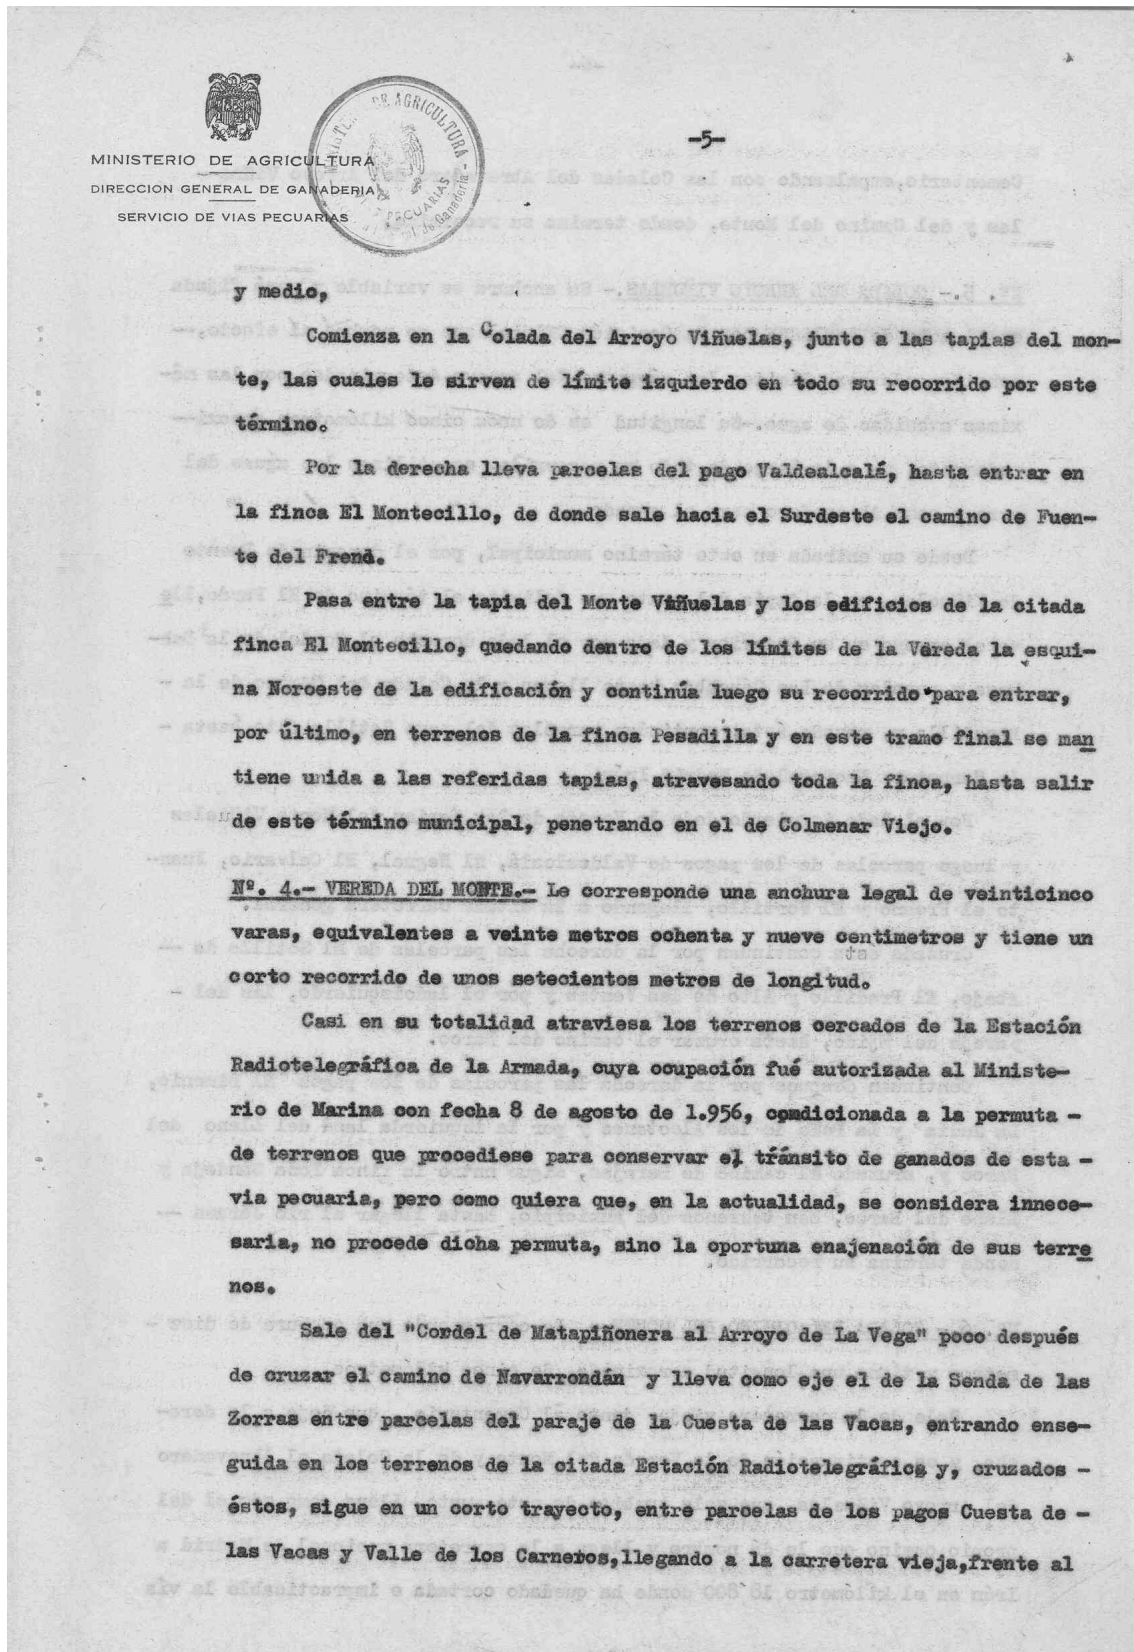 -5-
MINISTERIO DE AGRICULTURA
DIRECCION GENERAL DE GANADERIA
SERVICIO DE VIAS PECUARIAS
DE AGRICULTURA
PECUARIAS
de Ganadería
y medio,
Comienza en la Colada del Arroyo Viñuelas, junto a las tapias del mon-
te, las cuales le sirven de límite izquierdo en todo su recorrido por este
término.
Por la derecha lleva parcelas del pago Valdealcalá, hasta entrar en
la finca El Montecillo, de donde sale hacia el Surdeste el camino de Fuen-
te del Freno.
Pasa entre la tapia del Monte Viñuelas y los edificios de la citada
finca El Montecillo, quedando dentro de los límites de la Vereda la esqui-
na Noroeste de la edificación y continúa luego su recorrido para entrar,
por último, en terrenos de la finca Pesadilla y en este tramo final se man
tiene unida a las referidas tapias, atravesando toda la finca, hasta salir
de este término municipal, penetrando en el de Colmenar Viejo.
Nº. 4.- VEREDA DEL MONTE.- Le corresponde una anchura legal de veinticinco
varas, equivalentes a veinte metros ochenta y nueve centimetros y tiene un
corto recorrido de unos setecientos metros de longitud.
Casi en su totalidad atraviesa los terrenos cercados de la Estación
Radiotelegráfica de la Armada, cuya ocupación fué autorizada al Ministe-
rio de Marina con fecha 8 de agosto de 1.956, condicionada a la permuta -
de terrenos que procediese para conservar el tránsito de ganados de esta -
via pecuaria, pero como quiera que, en la actualidad, se considera innece-
saria, no procede dicha permuta, sino la oportuna enajenación de sus terre
nos.
Sale del "Cordel de Matapiñonera al Arroyo de La Vega" poco después
de cruzar el camino de Navarrondán y lleva como eje el de la Senda de las
Zorras entre parcelas del paraje de la Cuesta de las Vacas, entrando ense-
guida en los terrenos de la citada Estación Radiotelegráfica y, cruzados -
éstos, sigue en un corto trayecto, entre parcelas de los pagos Cuesta de -
las Vacas y Valle de los Carneros,llegando a la carretera vieja,frente al